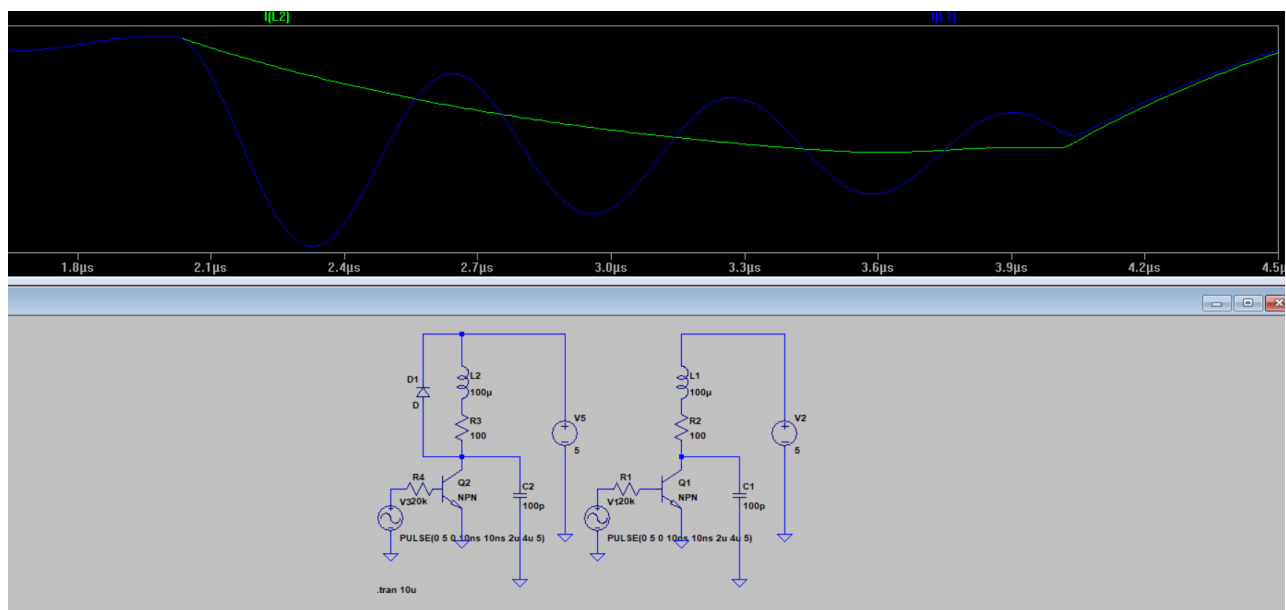 I(L2) I(L1)
1.8µs 2.1µs 2.4µs 2.7µs 3.0µs 3.3µs 3.6µs 3.9µs 4.2µs 4.5µ
D1
D
L2
100µ
R3
100
V5
5
R4
20k
Q2
NPN
C2
100p
V3
PULSE(0 5 0 10ns 10ns 2u 4u 5)
L1
100µ
R2
100
V2
5
R1
20k
Q1
NPN
C1
100p
V1
PULSE(0 5 0 10ns 10ns 2u 4u 5)
.tran 10u